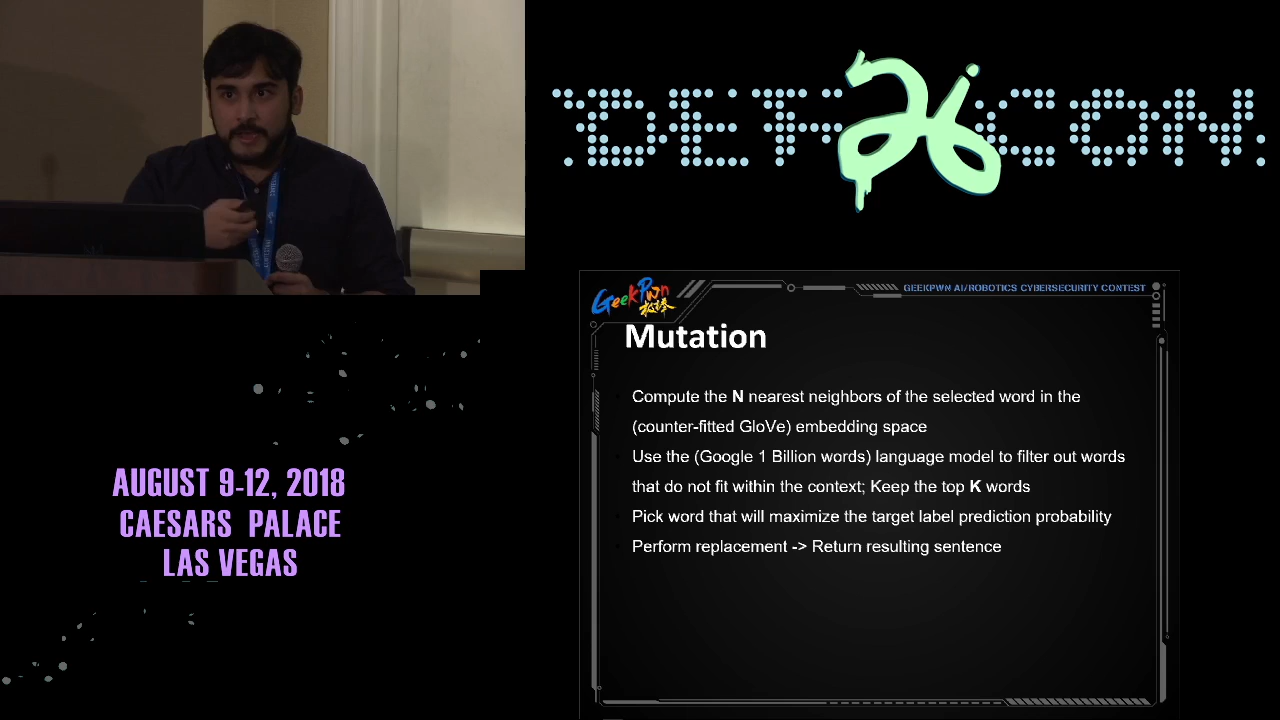 DEF 26 CON
GeekPwn
GEEKPWN AI/ROBOTICS CYBERSECURITY CONTEST
Mutation
Compute the N nearest neighbors of the selected word in the
(counter-fitted GloVe) embedding space
Use the (Google 1 Billion words) language model to filter out words
that do not fit within the context; Keep the top K words
Pick word that will maximize the target label prediction probability
Perform replacement -> Return resulting sentence
AUGUST 9-12, 2018
CAESARS PALACE
LAS VEGAS